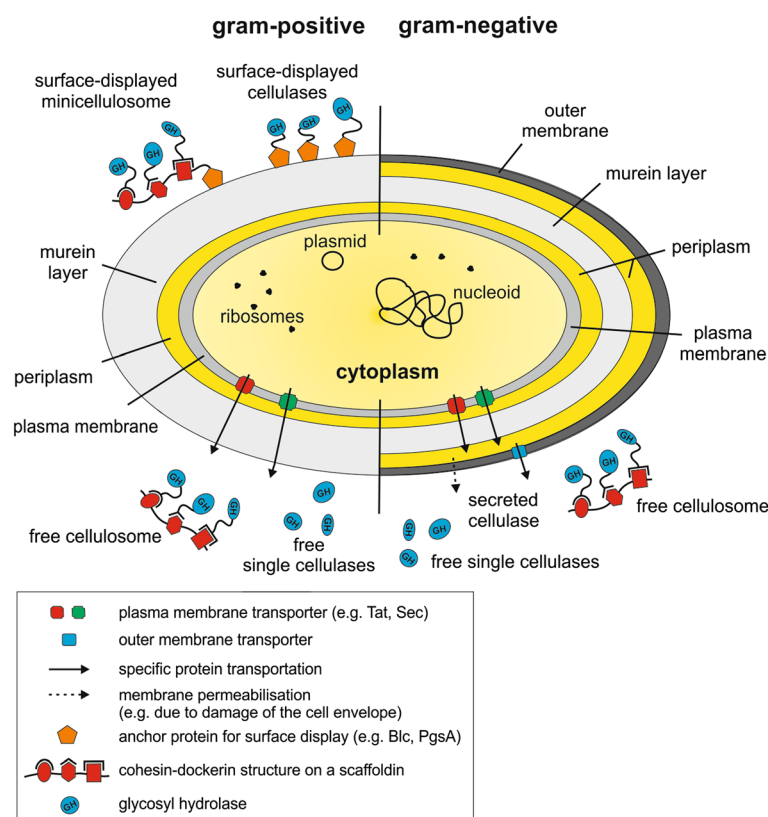 gram-positive
gram-negative
surface-displayed
minicellulosome
surface-displayed
cellulases
outer
membrane
murein layer
periplasm
plasma
membrane
murein
layer
periplasm
plasma membrane
GH
GH
GH
GH
GH
GH
plasmid
ribosomes
nucleoid
cytoplasm
GH
GH
GH
free cellulosome
GH
GH
GH
free
single cellulases
secreted
cellulase
GH
GH
GH
free single cellulases
GH
GH
GH
free cellulosome
plasma membrane transporter (e.g. Tat, Sec)
outer membrane transporter
specific protein transportation
membrane permeabilisation
(e.g. due to damage of the cell envelope)
anchor protein for surface display (e.g. Blc, PgsA)
cohesin-dockerin structure on a scaffoldin
GH
glycosyl hydrolase